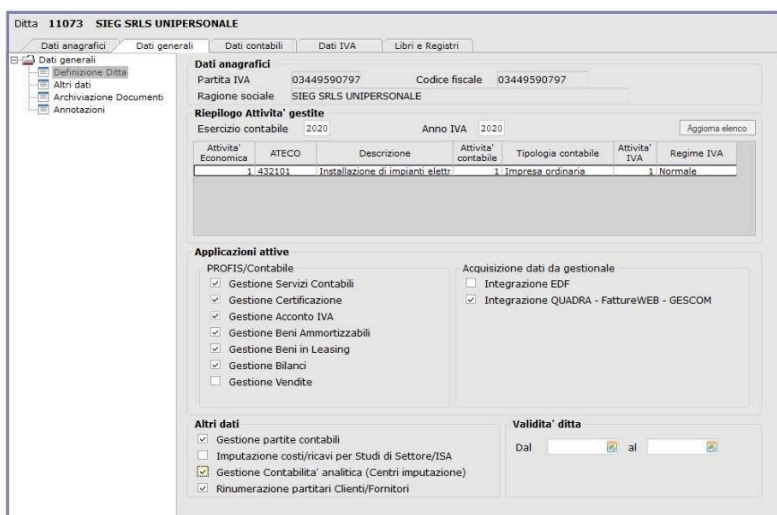 Ditta 11073 SIEG SRLS UNIPERSONALE
Dati anagrafici Dati generali Dati contabili Dati IVA Libri e Registri
Dati generali
Definizione Ditta
Altri dati
Archiviazione Documenti
Annotazioni
Dati anagrafici
Partita IVA 03449590797 Codice fiscale 03449590797
Ragione sociale SIEG SRLS UNIPERSONALE
Riepilogo Attivita' gestite
Esercizio contabile 2020 Anno IVA 2020 Aggiorna elenco
Attivita' Economica ATECO Descrizione Attivita' contabile Tipologia contabile Attivita' IVA Regime IVA
1 432101 Installazione di impianti elettr 1 Impresa ordinaria 1 Normale
Applicazioni attive
PROFIS/Contabile
Gestione Servizi Contabili
Gestione Certificazione
Gestione Acconto IVA
Gestione Beni Ammortizzabili
Gestione Beni in Leasing
Gestione Bilanci
Gestione Vendite
Acquisizione dati da gestionale
Integrazione EDF
Integrazione QUADRA - FattureWEB - GESCOM
Altri dati
Gestione partite contabili
Imputazione costi/ricavi per Studi di Settore/ISA
Gestione Contabilita' analitica (Centri imputazione)
Rinumerazione partitari Clienti/Fornitori
Validita' ditta
Dal al